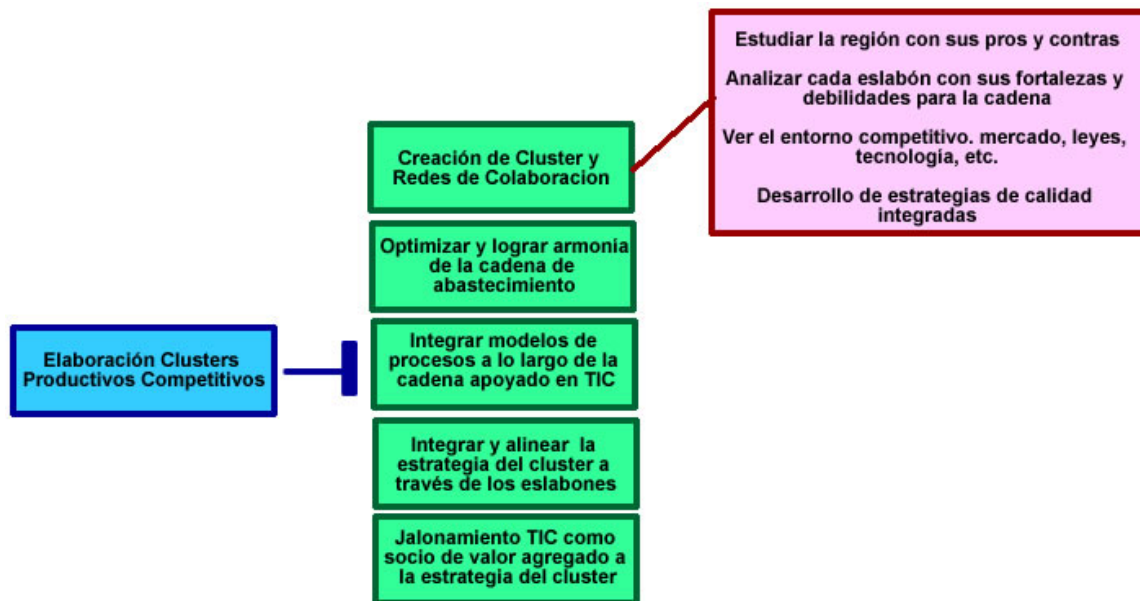 Estudiar la región con sus pros y contras
Analizar cada eslabón con sus fortalezas y
debilidades para la cadena
Ver el entorno competitivo. mercado, leyes,
tecnología, etc.
Desarrollo de estrategias de calidad
integradas
Creación de Cluster y
Redes de Colaboración
Optimizar y lograr armonía
de la cadena de
abastecimiento
Elaboración Clusters
Productivos Competitivos
Integrar modelos de
procesos a lo largo de la
cadena apoyado en TIC
Integrar y alinear la
estrategia del cluster a
través de los eslabones
Jalonamiento TIC como
socio de valor agregado a
la estrategia del cluster